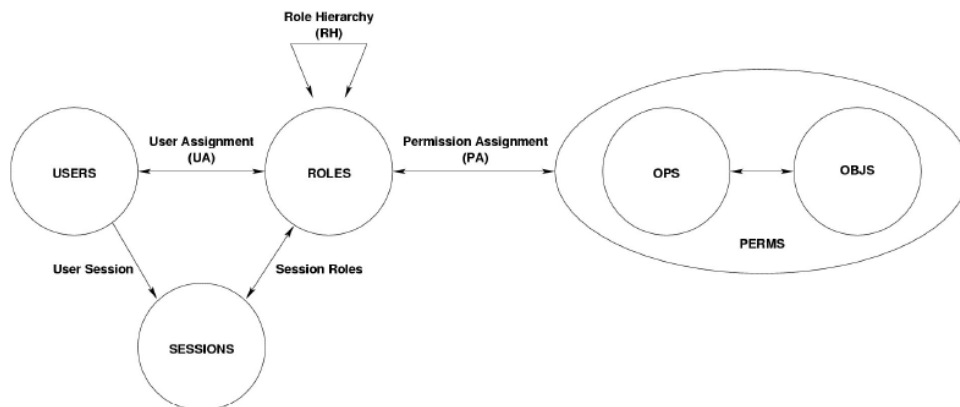 Role Hierarchy
(RH)
User Assignment
(UA)
Permission Assignment
(PA)
USERS
ROLES
OPS
OBJS
PERMS
User Session
Session Roles
SESSIONS